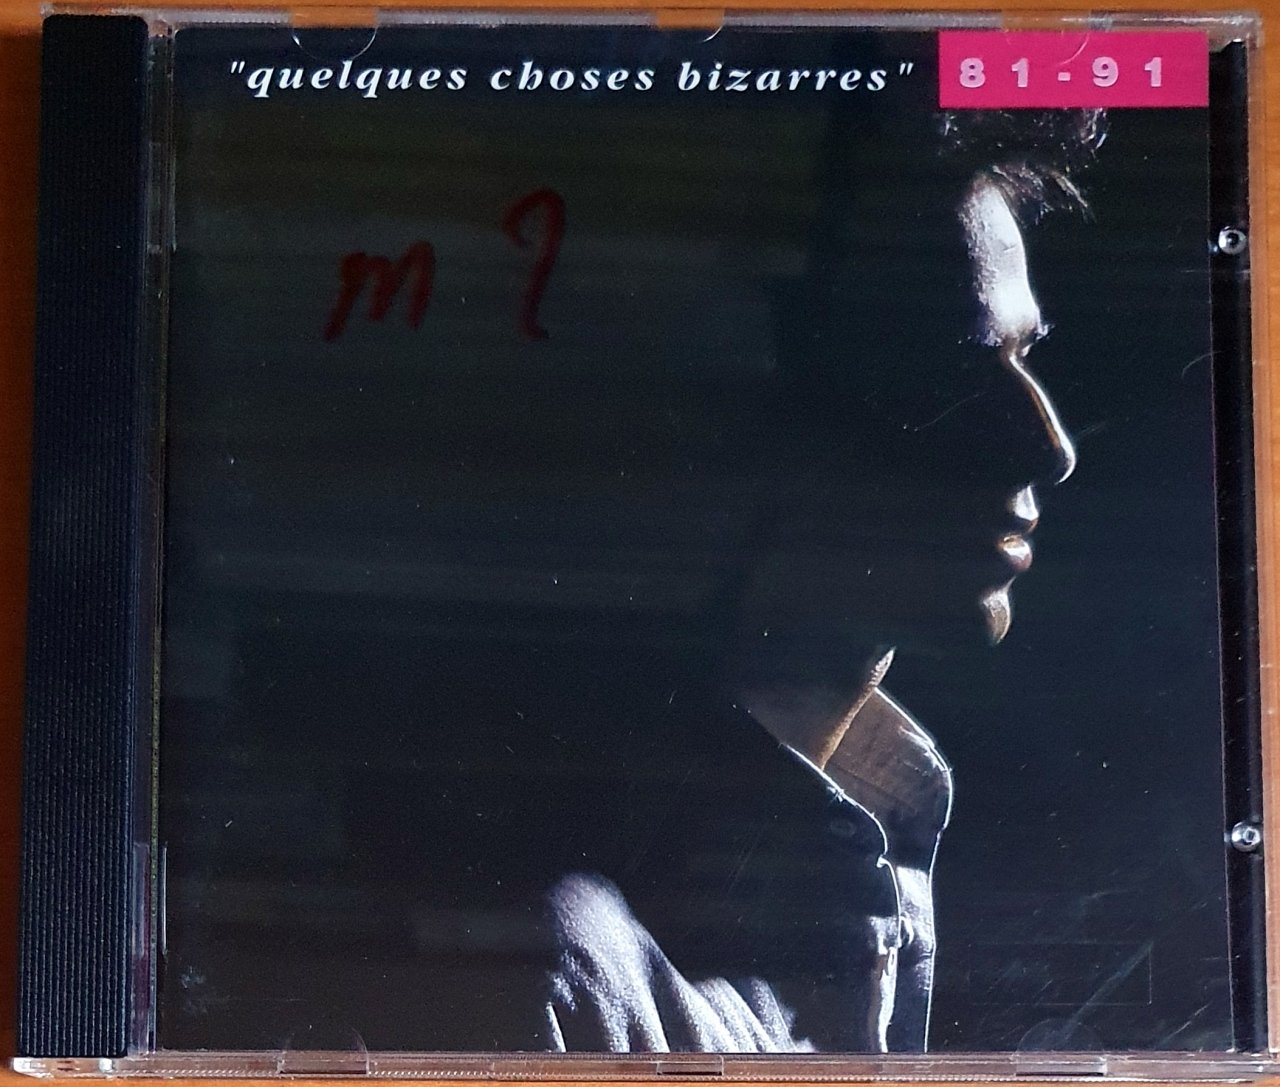 "quelques choses bizarres" 81-91
m ?